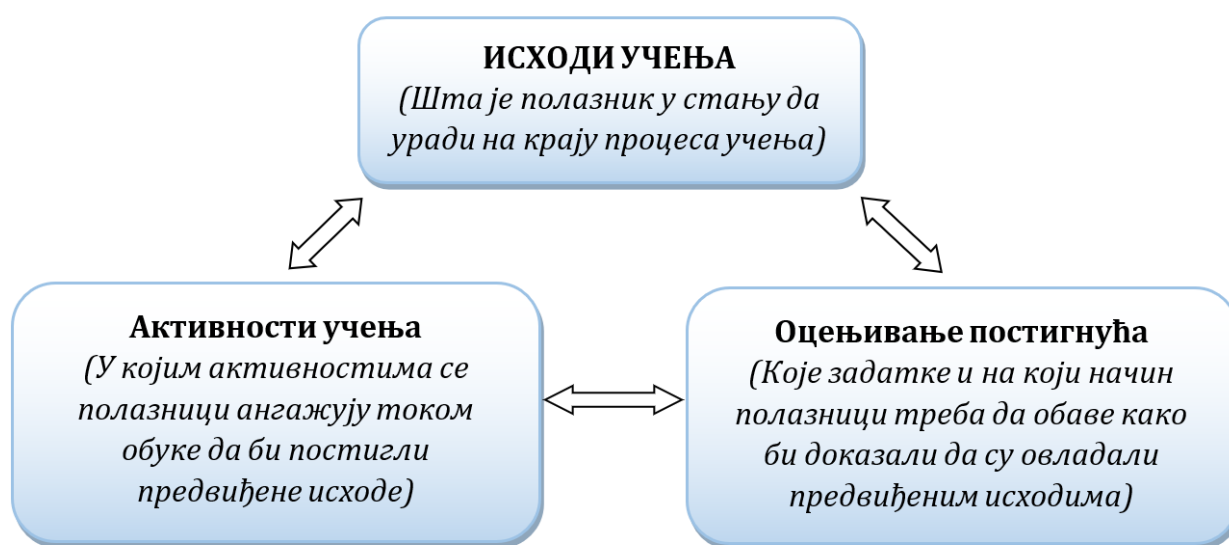 ИСХОДИ УЧЕЊА
(Шта је полазник у стању да
уради на крају процеса учења)
Активности учења
(У којим активностима се
полазници ангажују током
обуке да би постигли
предвиђене исходе)
Оцењивање постигнућа
(Које задатке и на који начин
полазници треба да обаве како
би доказали да су овладали
предвиђеним исходима)